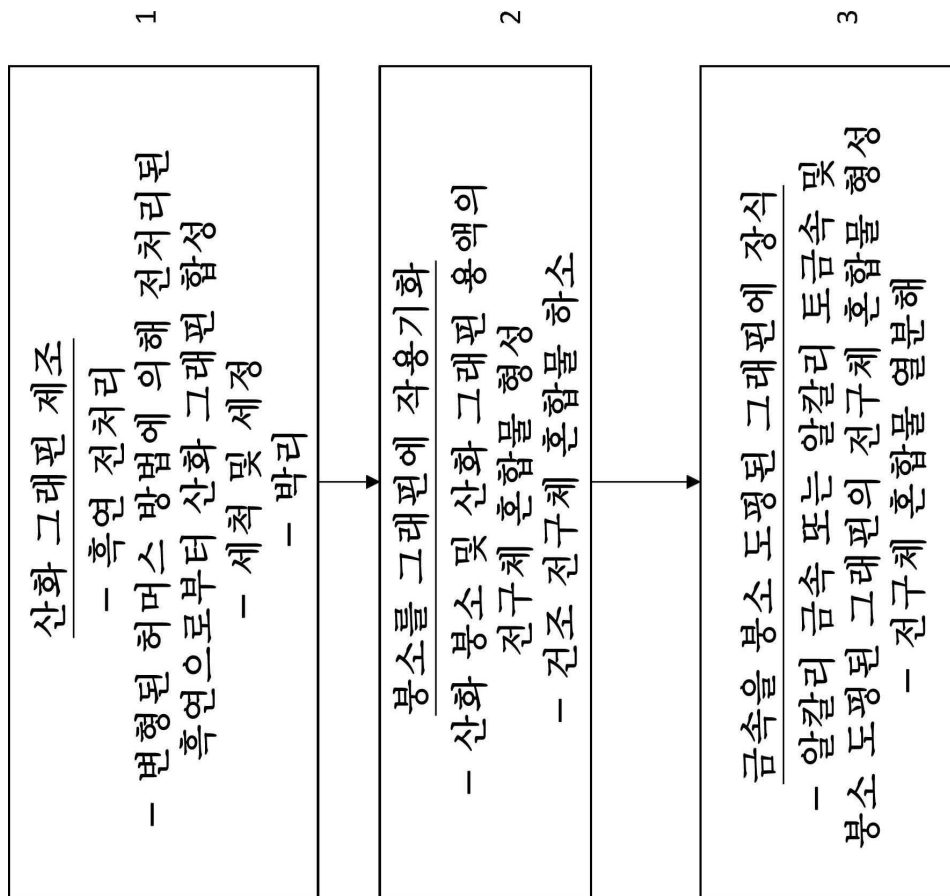 1
산화 그래핀 제조
- 흑연 전처리
- 변형된 허머스 방법에 의해 전처리된
흑연으로부터 산화 그래핀 합성
- 세척 및 세정
- 박리
2
붕소를 그래핀에 작용기화
- 산화 붕소 및 산화 그래핀 용액의
전구체 혼합물 형성
- 건조 전구체 혼합물 하소
3
금속을 붕소 도핑된 그래핀에 장식
- 알칼리 금속 또는 알칼리 토금속 및
붕소 도핑된 그래핀의 전구체 혼합물 형성
- 전구체 혼합물 열분해